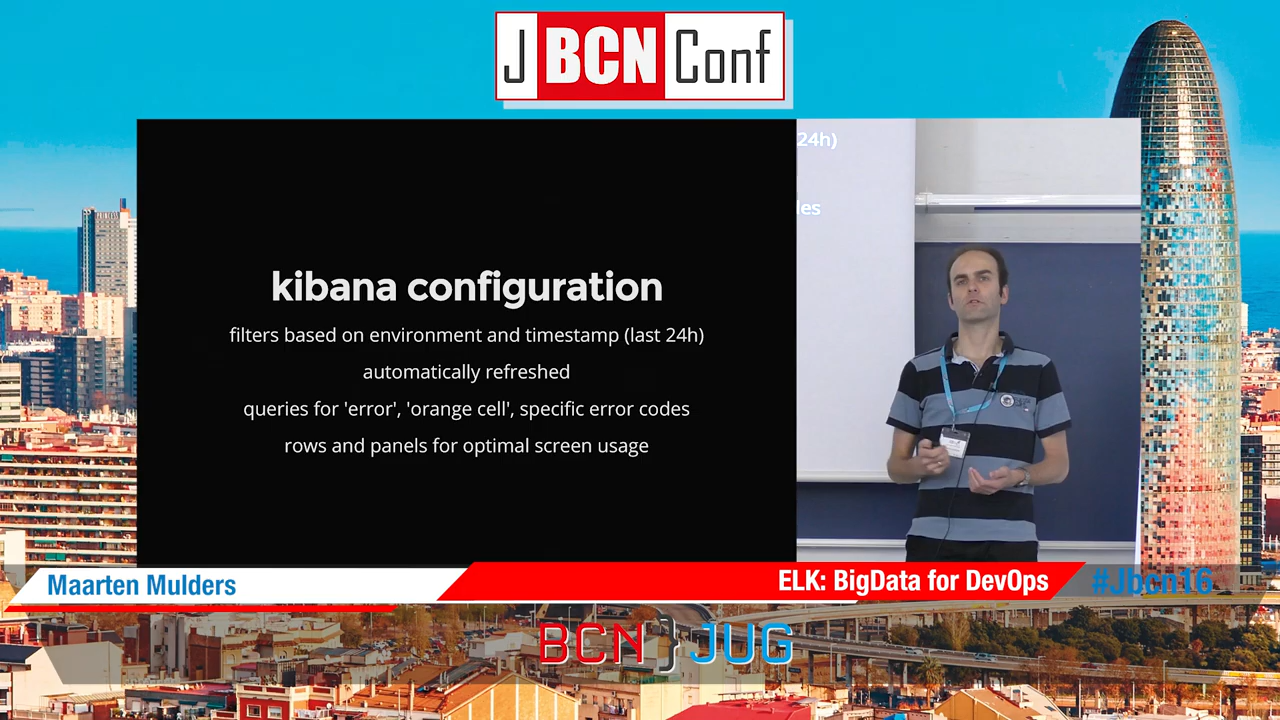 J BCN Conf
24h)
les
kibana configuration
filters based on environment and timestamp (last 24h)
automatically refreshed
queries for 'error', 'orange cell', specific error codes
rows and panels for optimal screen usage
Maarten Mulders
ELK: BigData for DevOps
#Jbcn16
BCN JUG